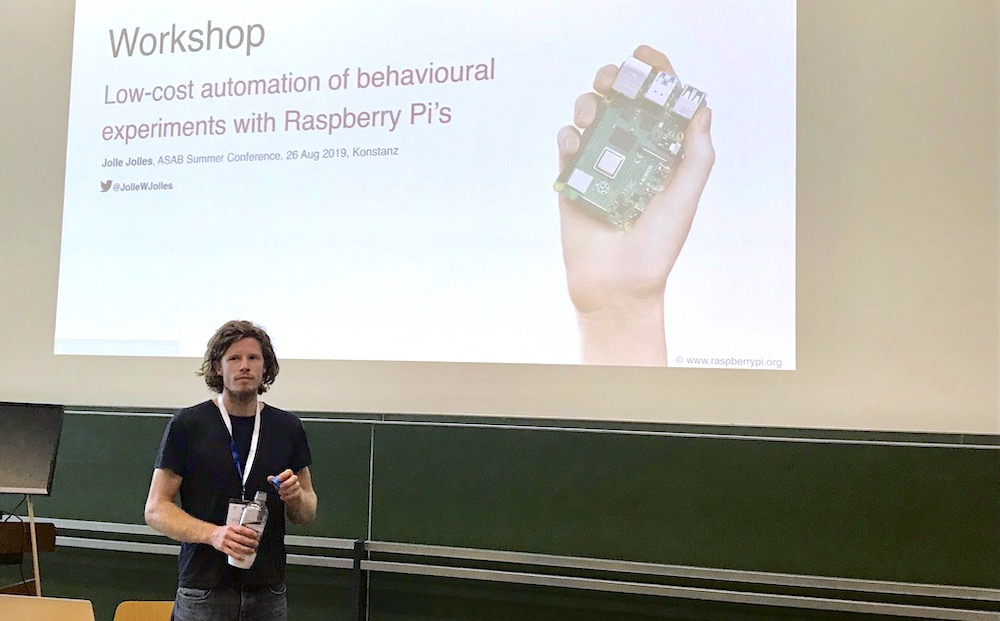 Workshop
Low-cost automation of behavioural
experiments with Raspberry Pi's
Jolle Jolles, ASAB Summer Conference, 26 Aug 2019, Konstanz
@JolleWJolles
© www.raspberrypi.org